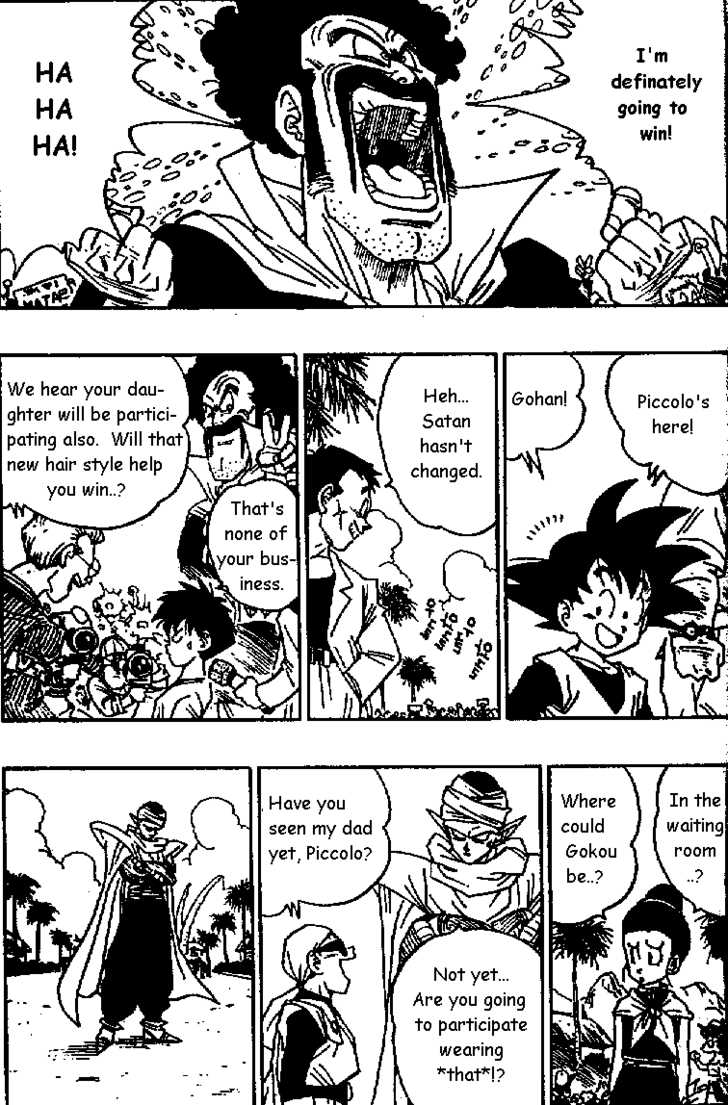 HA
HA
HA!
I'm
definately
going to
win!
We hear your dau-
ghter will be partici-
pating also. Will that
new hair style help
you win..?
That's
none of
your bus-
iness.
Heh...
Satan
hasn't
changed.
Gohan!
Piccolo's
here!
Have you
seen my dad
yet, Piccolo?
Not yet...
Are you going
to participate
wearing
*that*!?
Where
could
Gokou
be..?
In the
waiting
room
..?